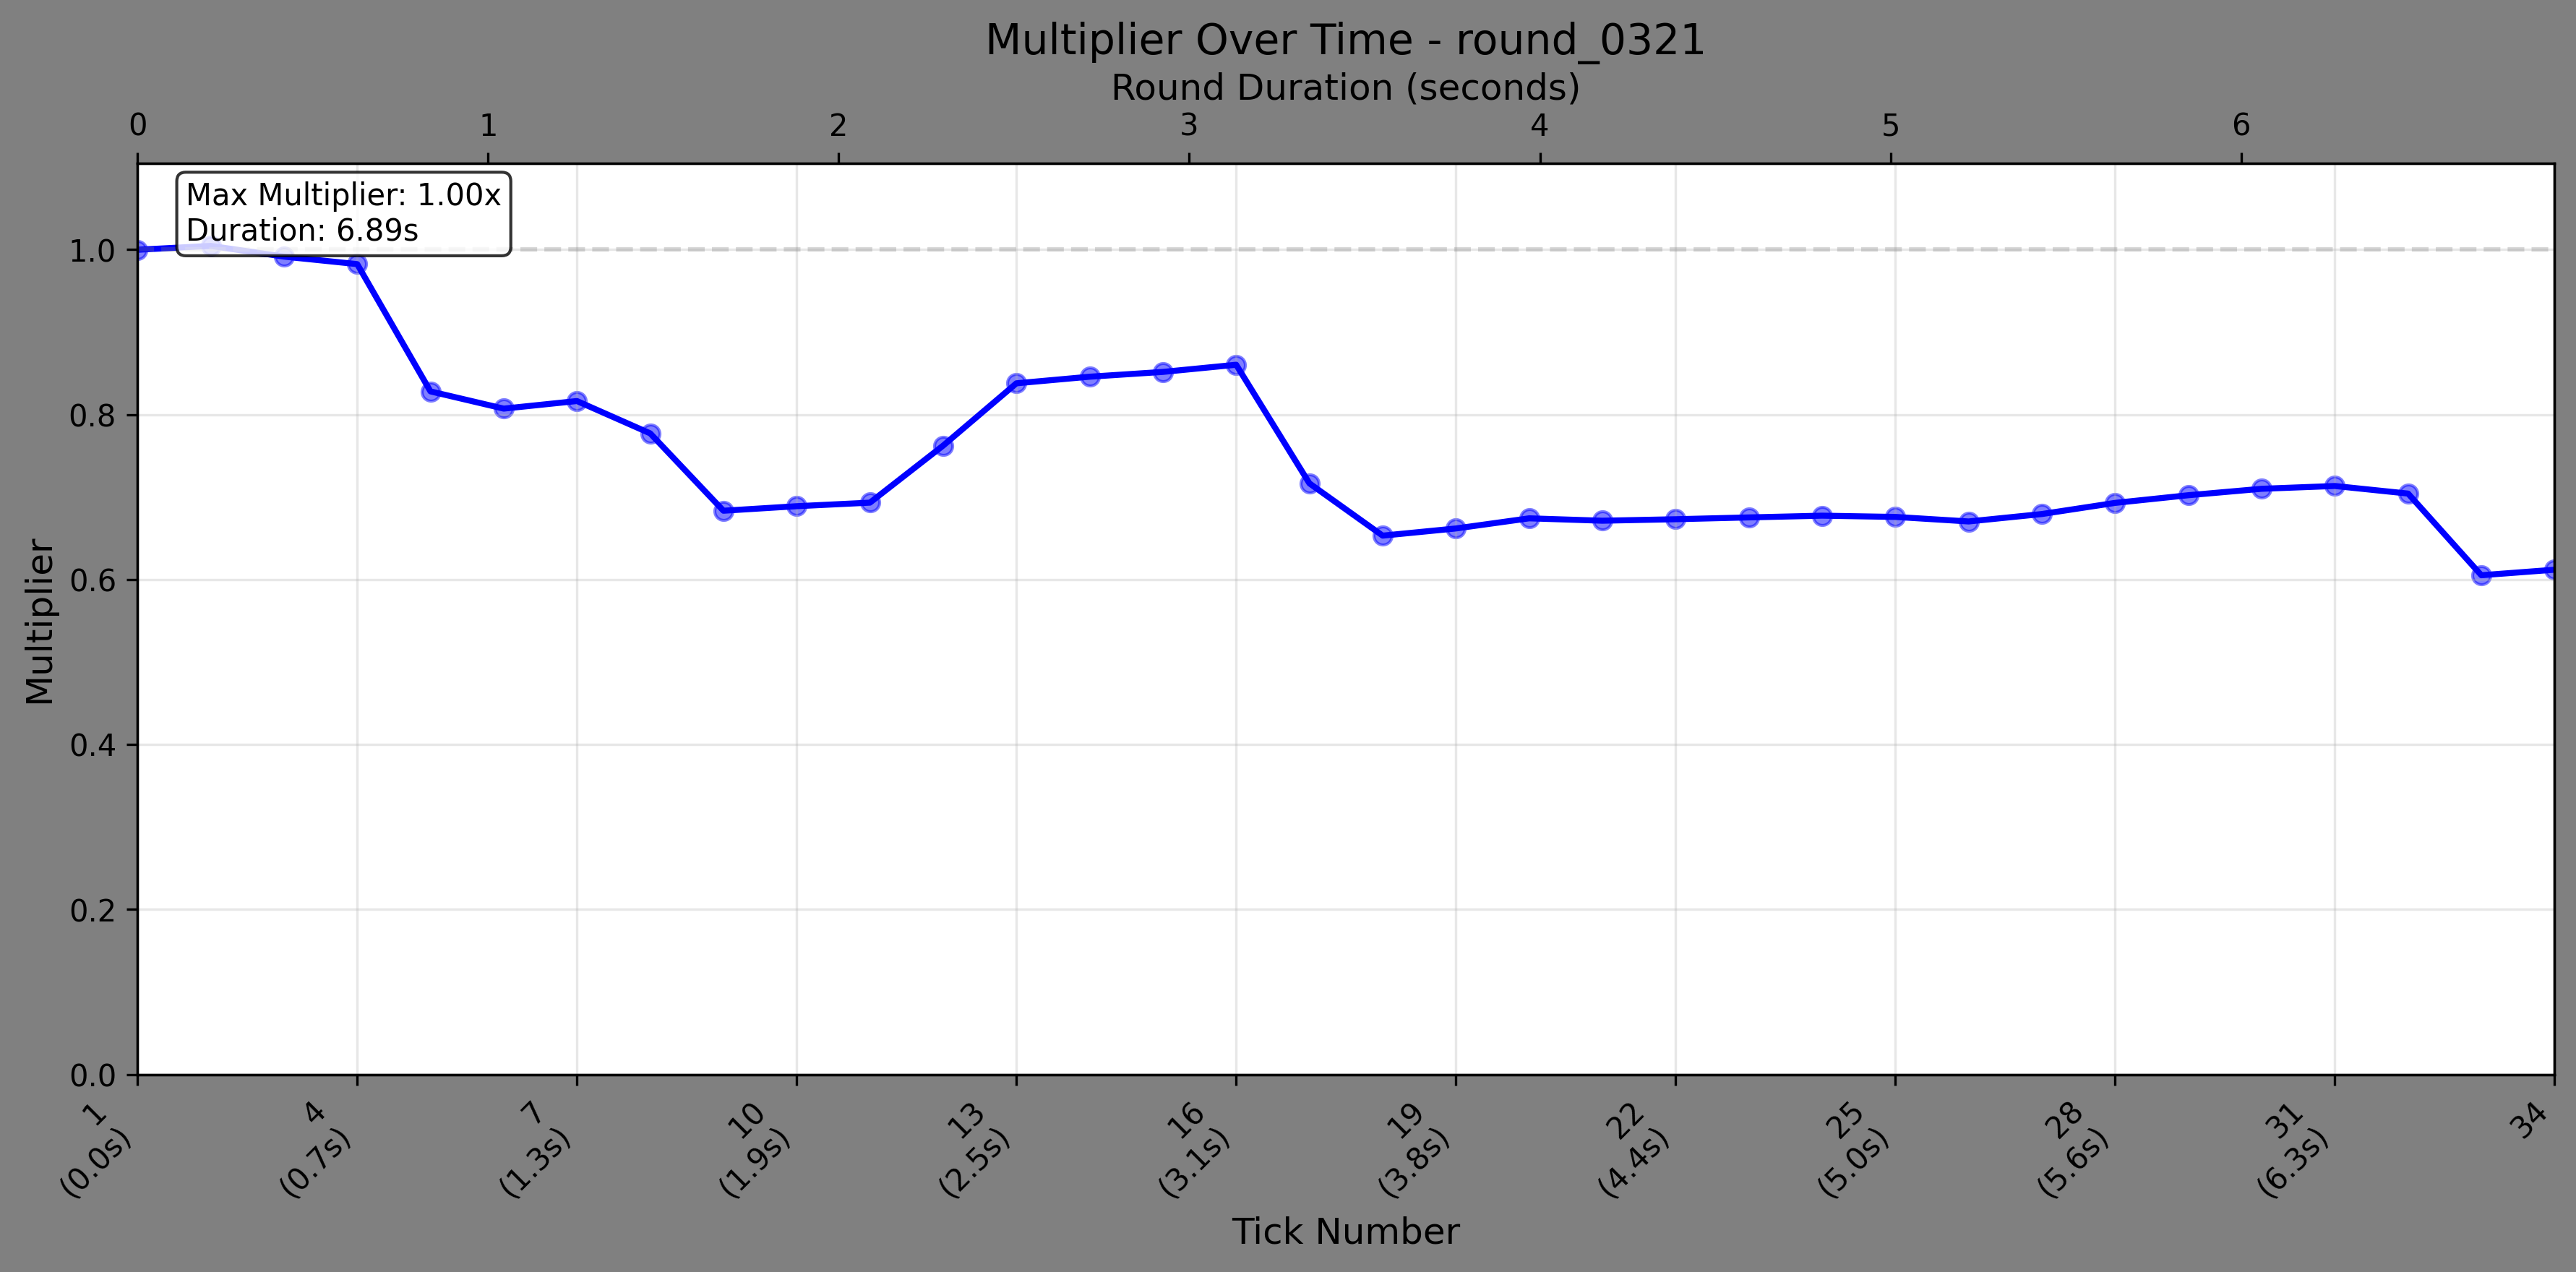 Multiplier Over Time - round_0321
Round Duration (seconds)
0 1 2 3 4 5 6
Max Multiplier: 1.00x
Duration: 6.89s
Multiplier
1.0
0.8
0.6
0.4
0.2
0.0
1
(0.0s)
4
(0.7s)
7
(1.3s)
10
(1.9s)
13
(2.5s)
16
(3.1s)
19
(3.8s)
22
(4.4s)
25
(5.0s)
28
(5.6s)
31
(6.3s)
34
Tick Number